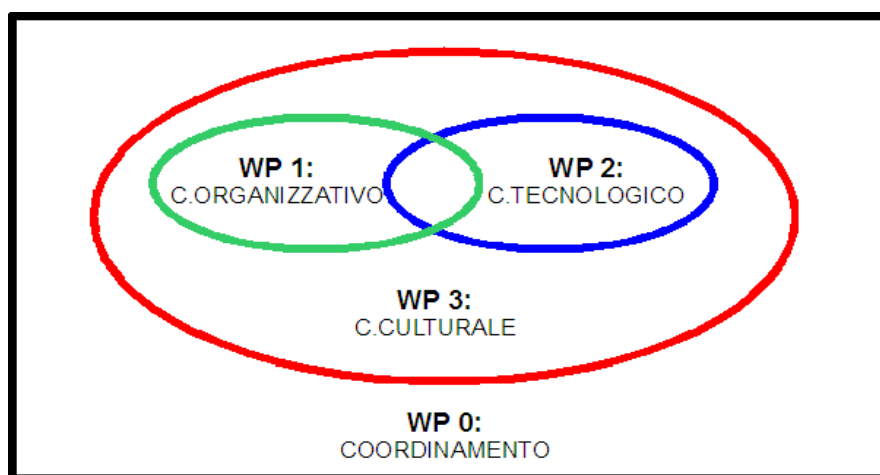 WP 1:
C.ORGANIZZATIVO
WP 2:
C.TECNOLOGICO
WP 3:
C.CULTURALE
WP 0:
COORDINAMENTO